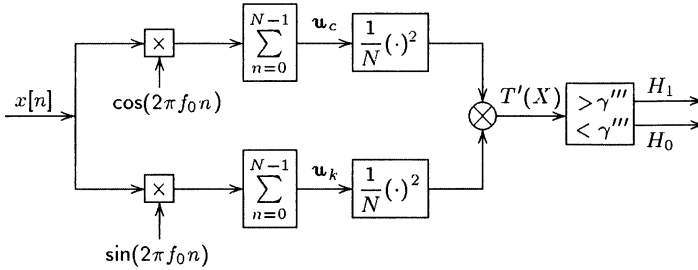 x[n]
×
cos(2πf₀n)
N−1
∑
n=0
𝒖_c
1/N (·)²
×
sin(2πf₀n)
N−1
∑
n=0
𝒖_k
1/N (·)²
⊗
T′(X)
> γ‴
< γ‴
H₁
H₀